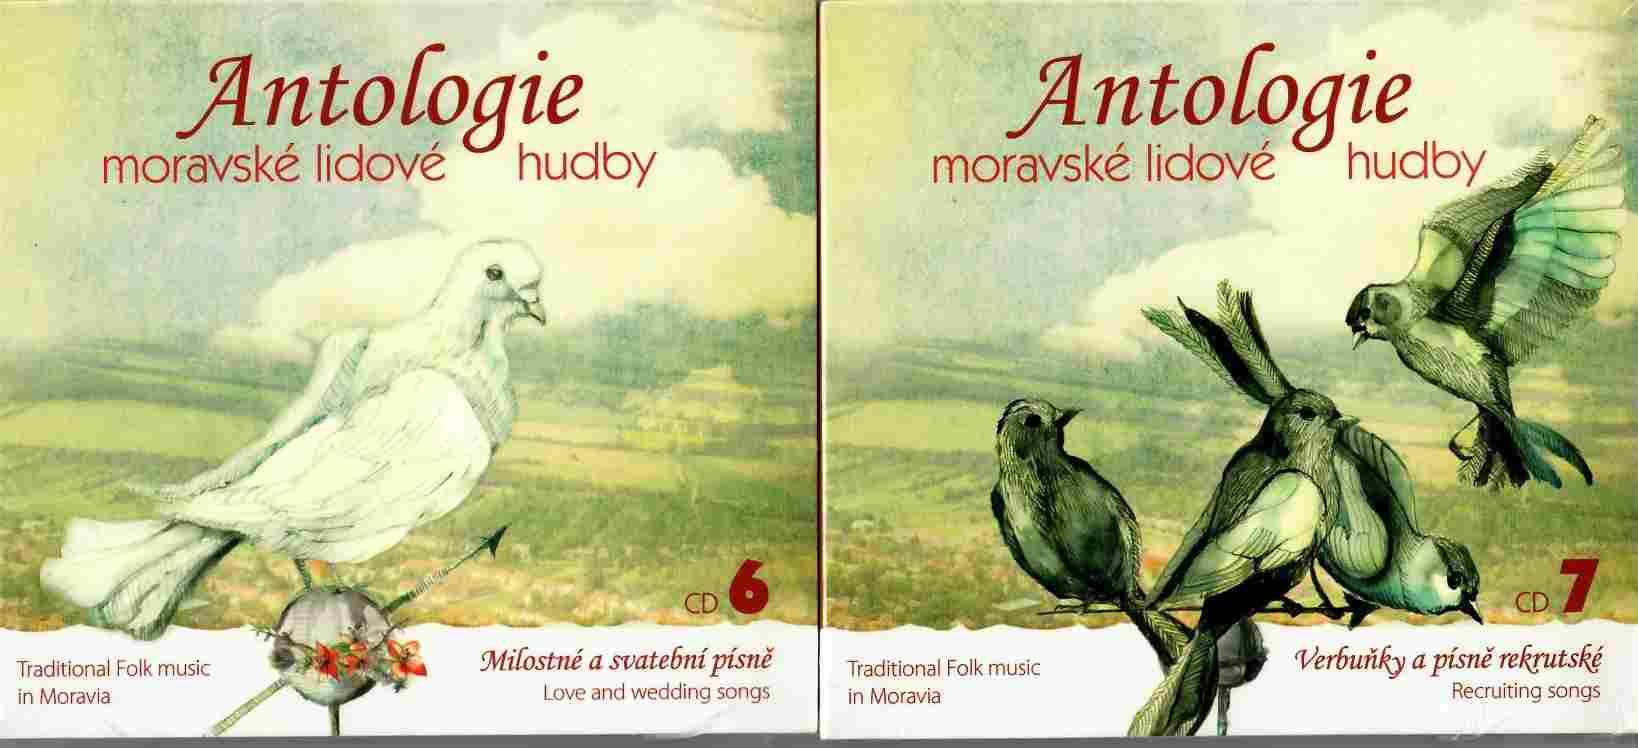 Antologie
moravské lidové hudby
CD 6
Traditional Folk music
in Moravia
Milostné a svatební písně
Love and wedding songs
Antologie
moravské lidové hudby
CD 7
Traditional Folk music
in Moravia
Verbuňky a písně rekrutské
Recruiting songs